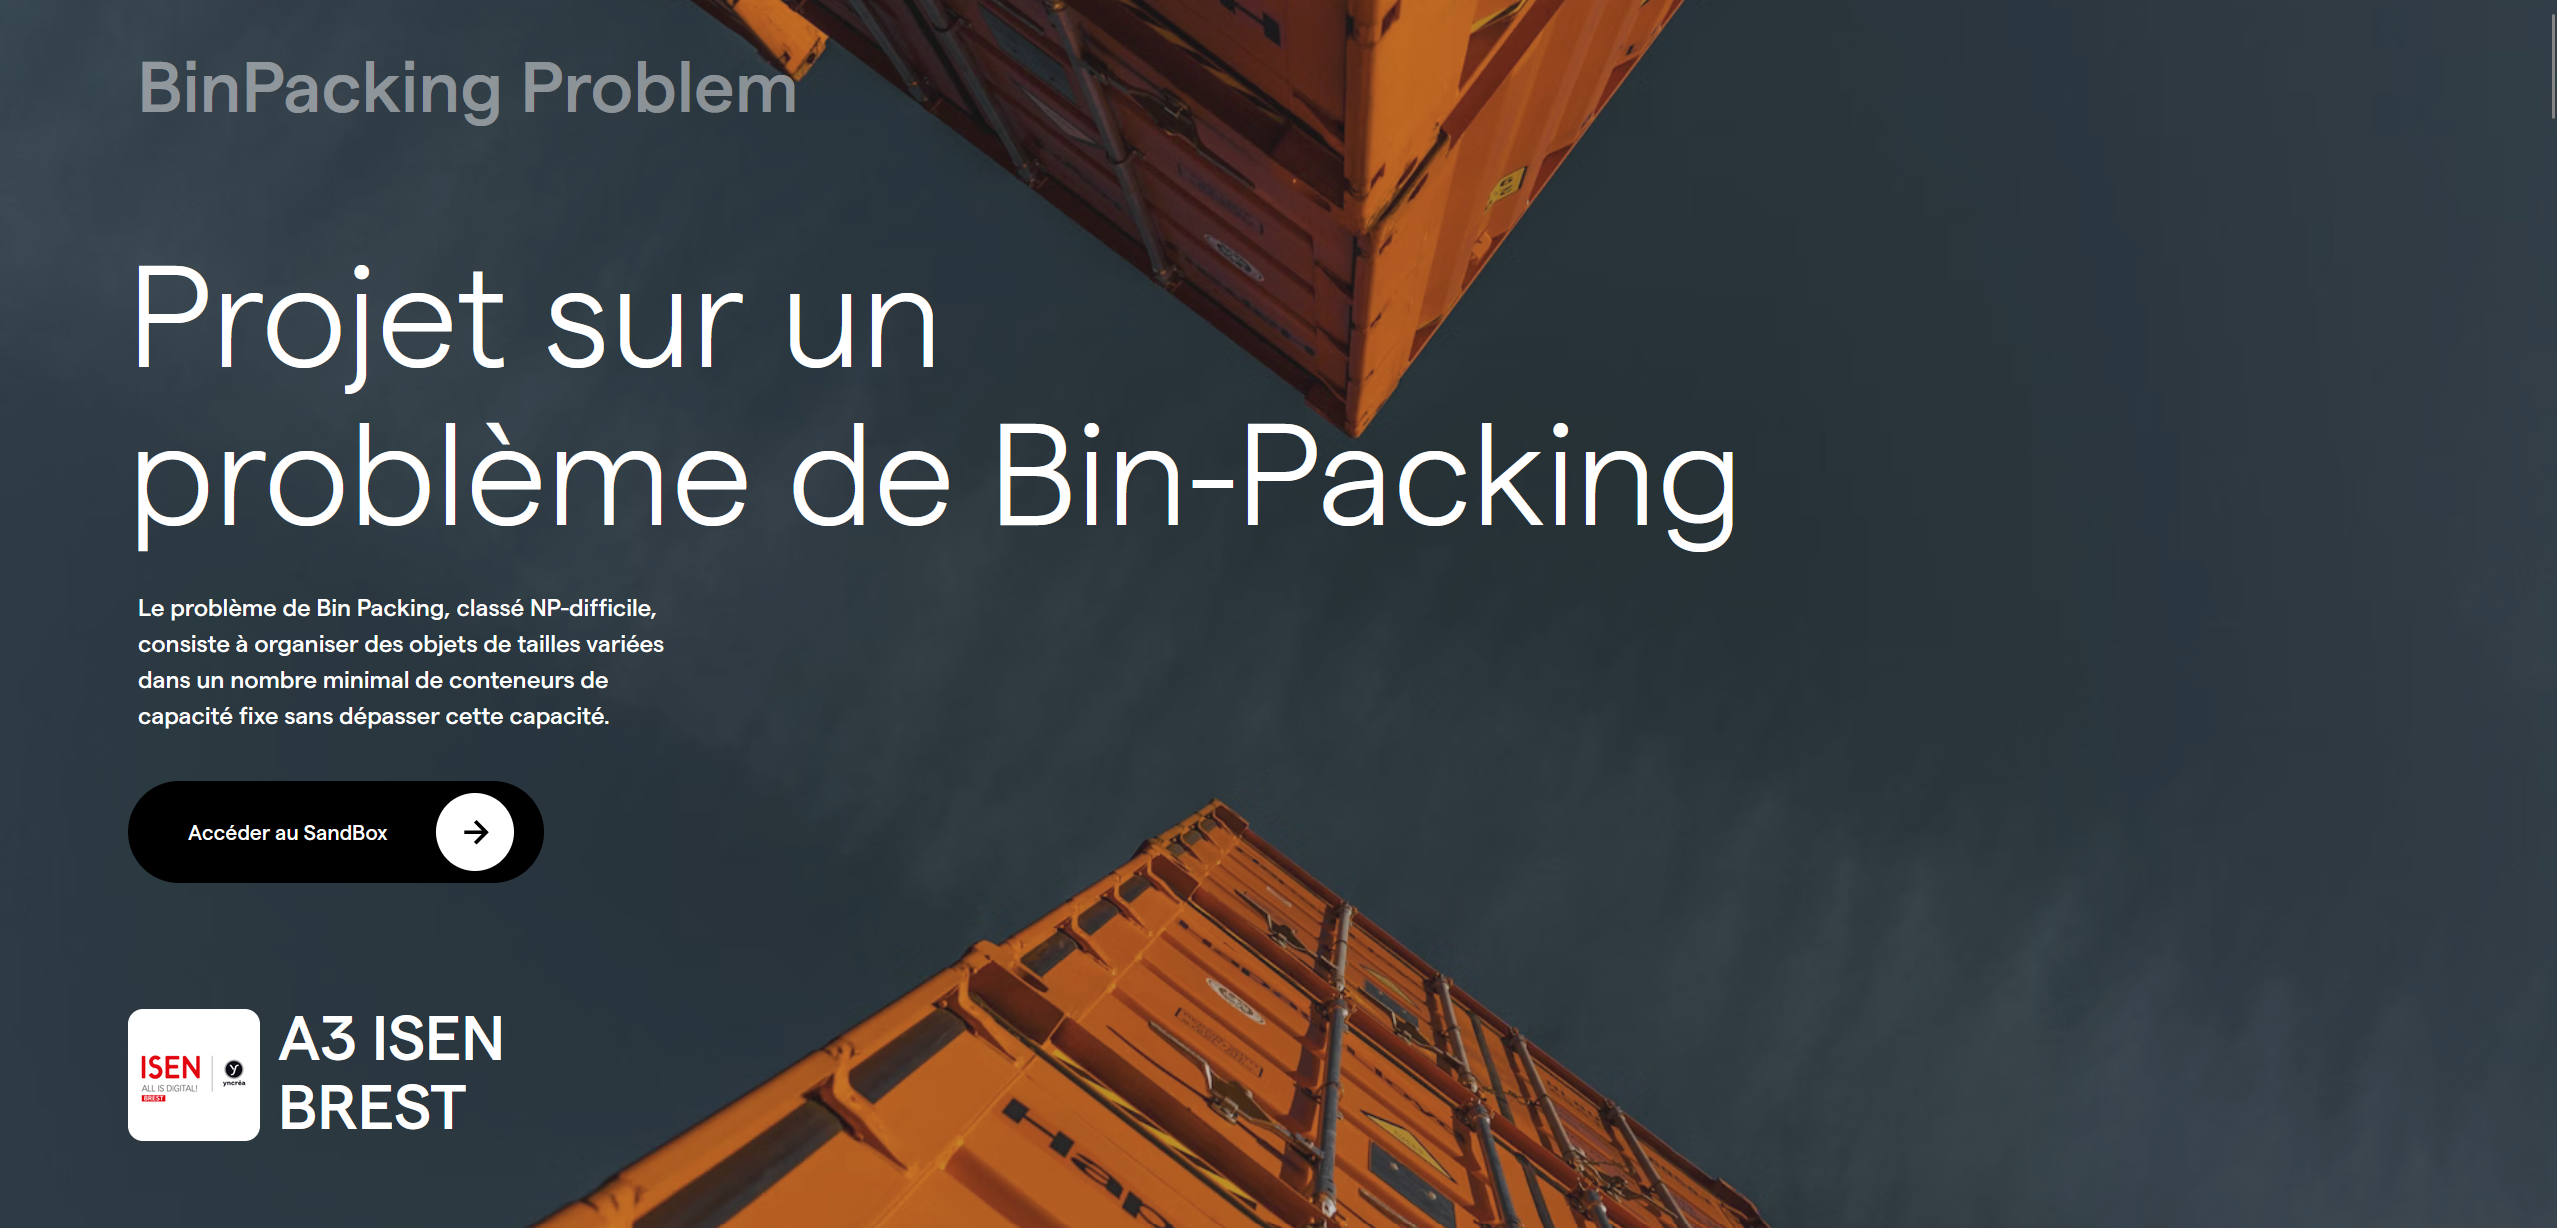 BinPacking Problem
Projet sur un
problème de Bin-Packing
Le problème de Bin Packing, classé NP-difficile,
consiste à organiser des objets de tailles variées
dans un nombre minimal de conteneurs de
capacité fixe sans dépasser cette capacité.
Accéder au SandBox
ISEN
ALL IS DIGITAL!
BREST
yncréa
A3 ISEN
BREST